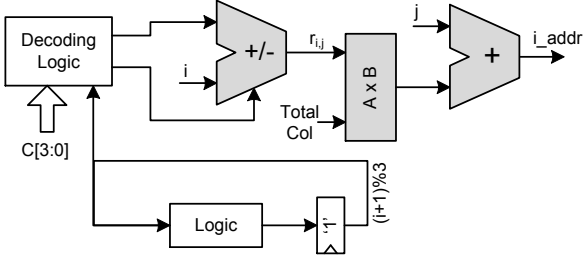 Decoding
Logic
C[3:0]
i
+/-
r_{i,j}
Total
Col
A x B
j
+
i_addr
Logic
'1'
(i+1)%3